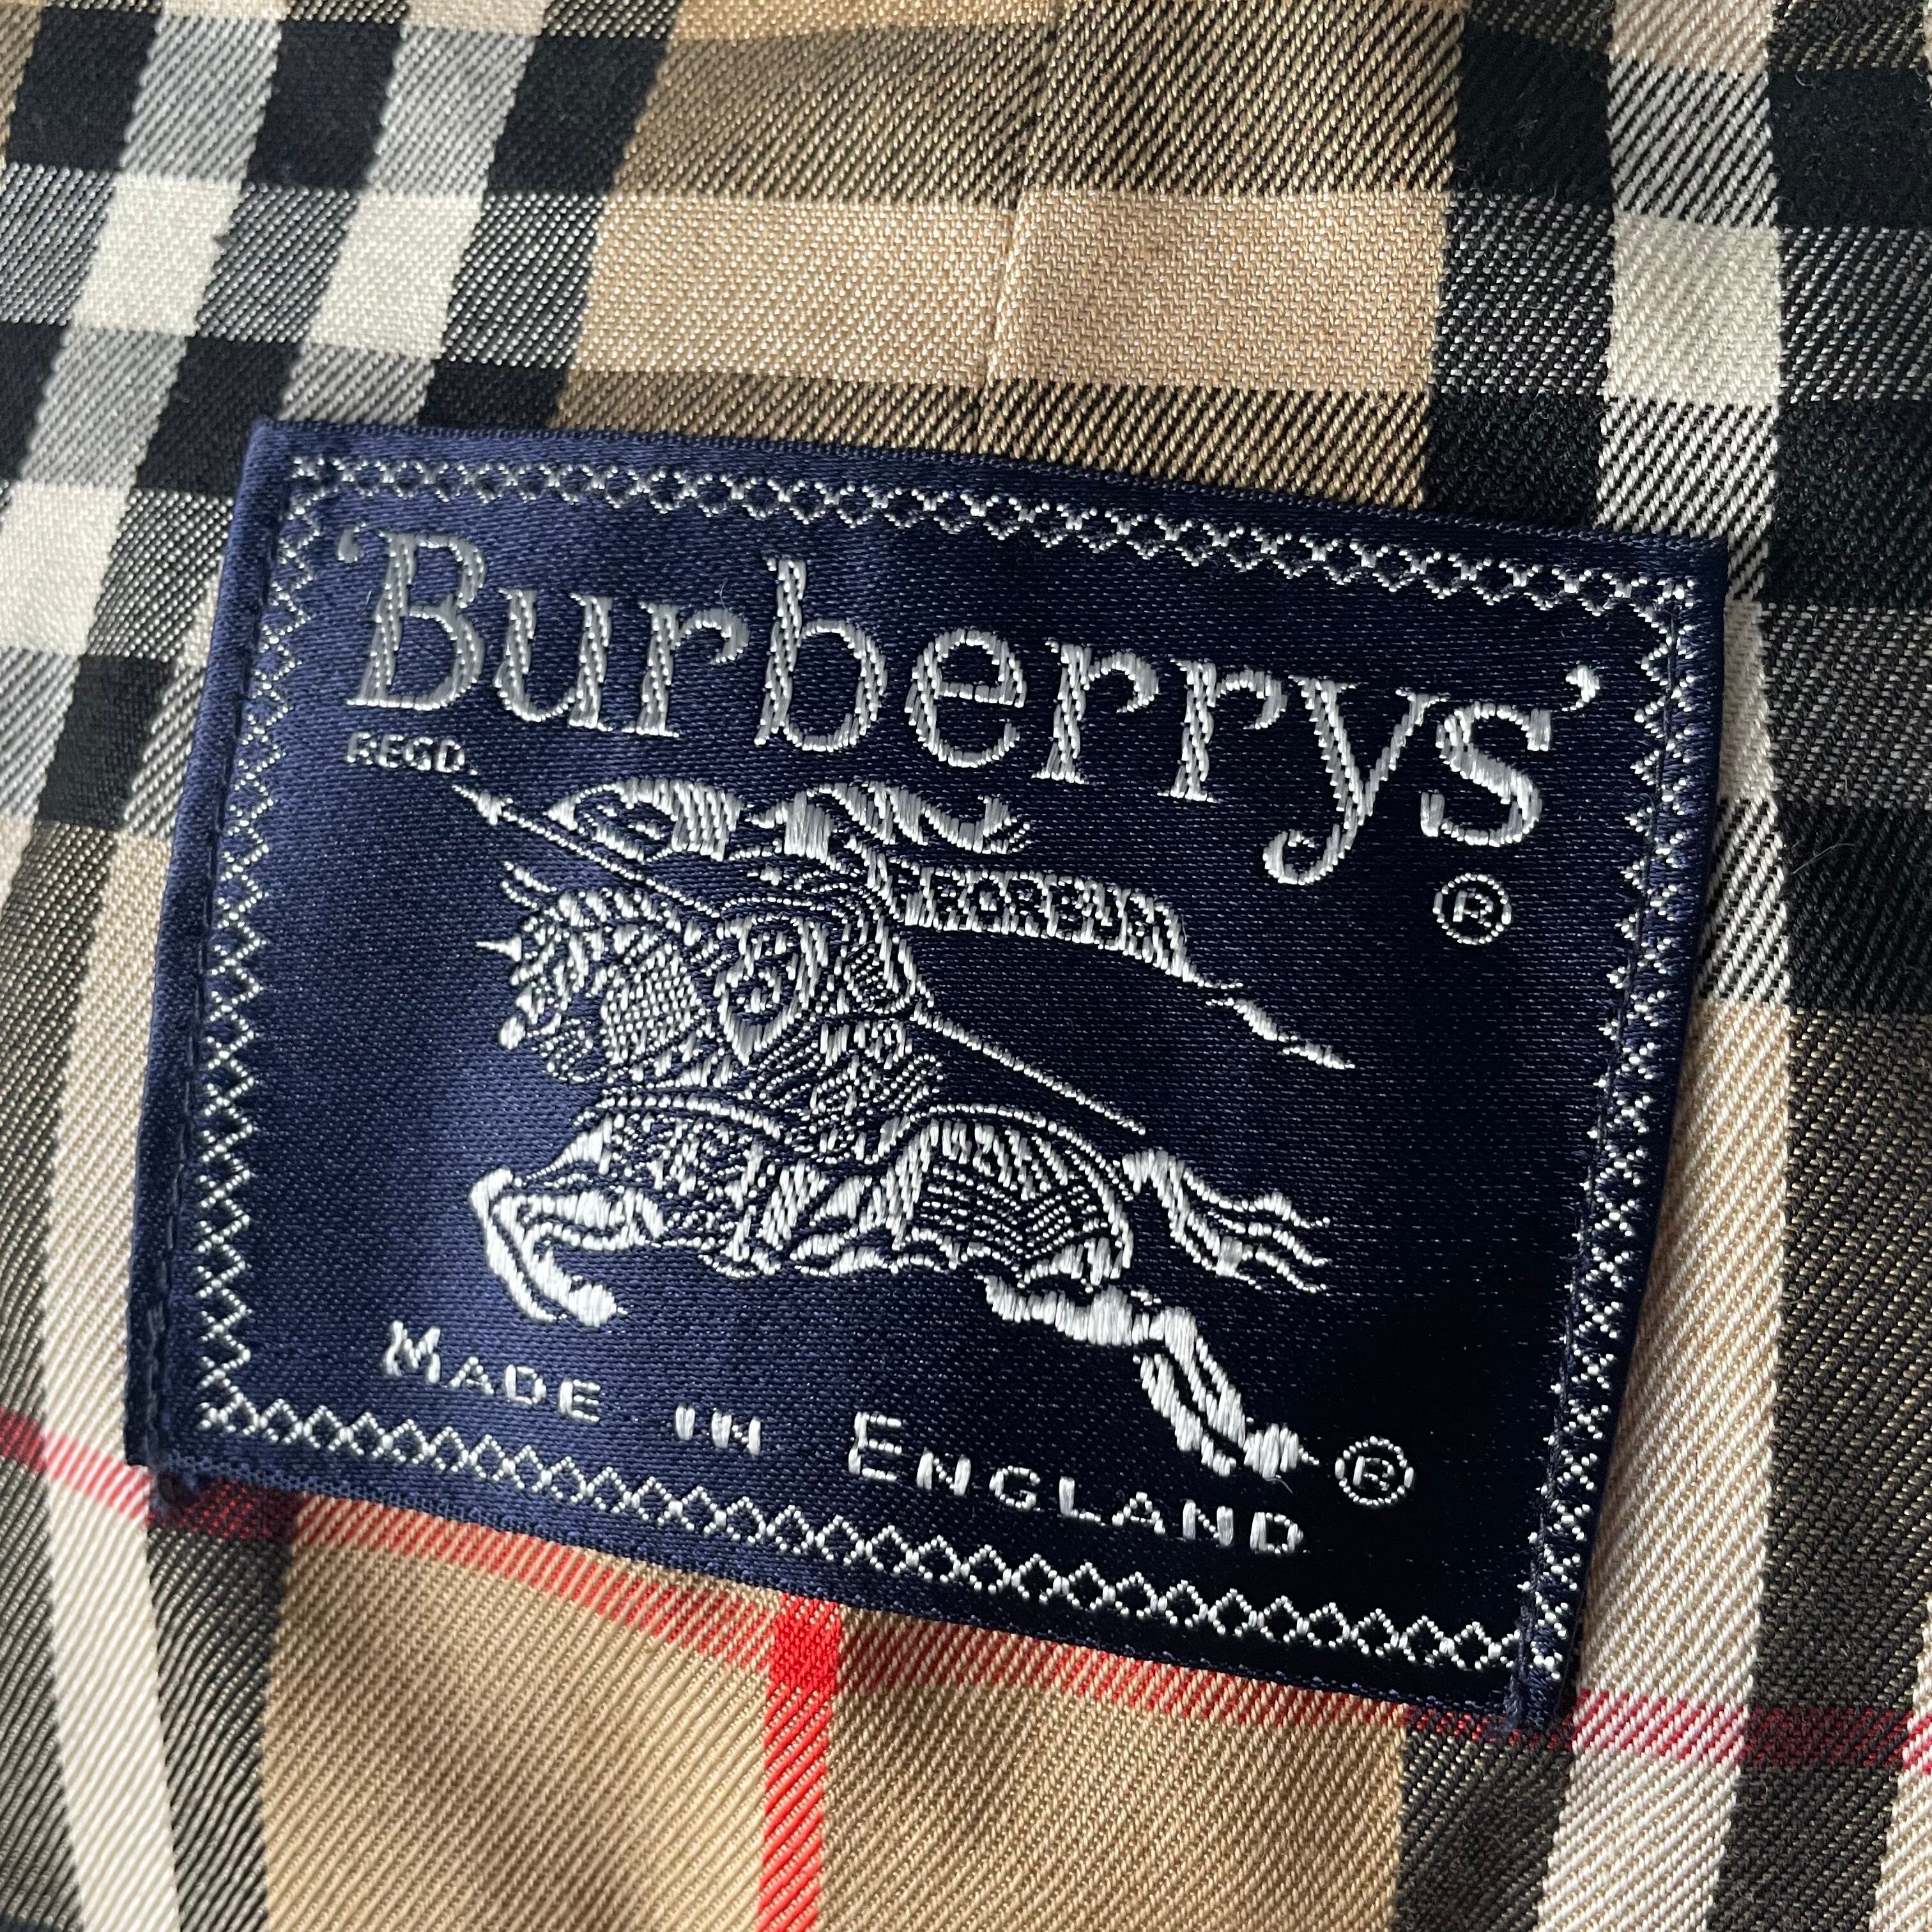 'Burberrys'
REGD.
PRORSUM
®
MADE IN ENGLAND ®